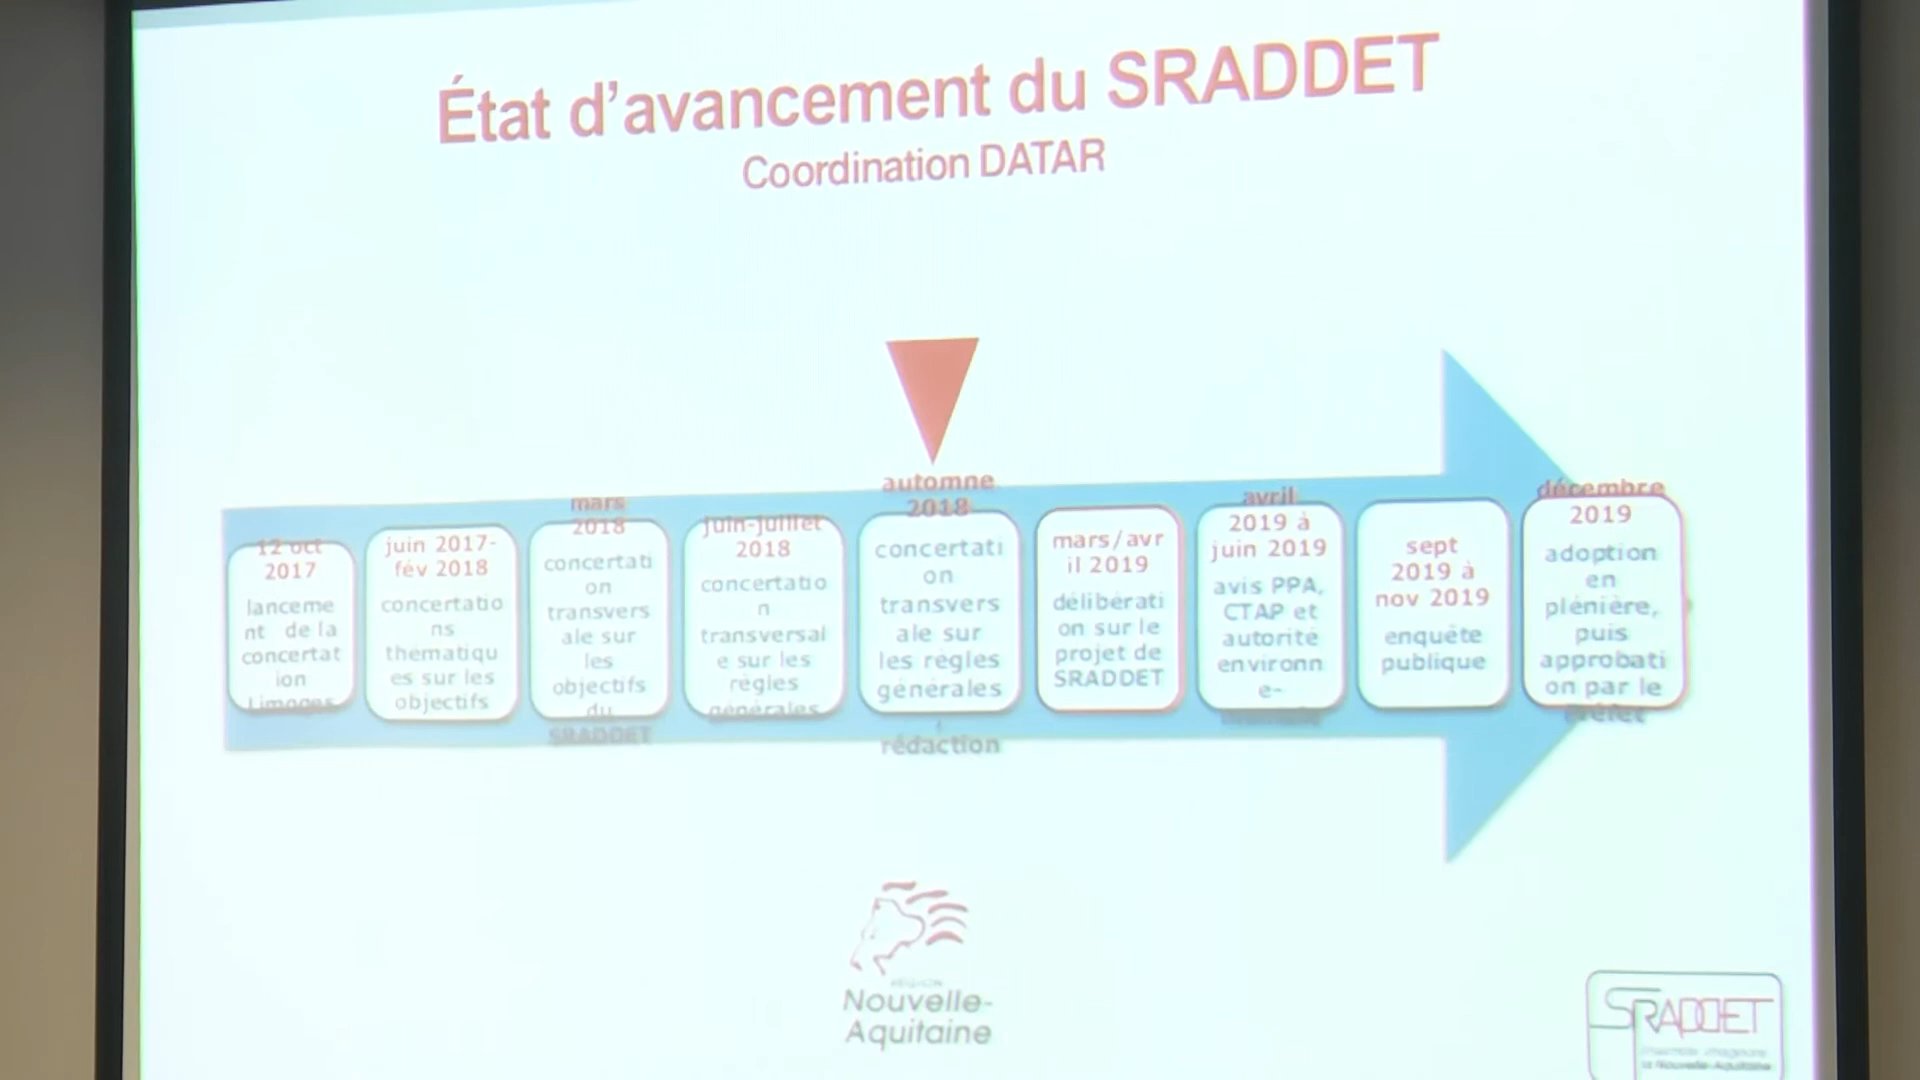 État d'avancement du SRADDET
Coordination DATAR
12 oct
2017
lanceme
nt de la
concertat
ion
Limoges
juin 2017-
fév 2018
concertatio
ns
thématiqu
es sur les
objectifs
mars
2018
concertati
on
transvers
ale sur
les
objectifs
du
SRADDET
juin-juillet
2018
concertatio
n
transversal
e sur les
règles
générales
automne
2018
concertati
on
transvers
ale sur
les règles
générales
rédaction
mars/avr
il 2019
délibérati
on sur le
projet de
SRADDET
avril
2019 à
juin 2019
avis PPA,
CTAP et
autorité
environn
e-
sept
2019 à
nov 2019
enquête
publique
décembre
2019
adoption
en
plénière,
puis
approbati
on par le
Préfet
RÉGION
Nouvelle-
Aquitaine
SRADDET
la Nouvelle-Aquitaine